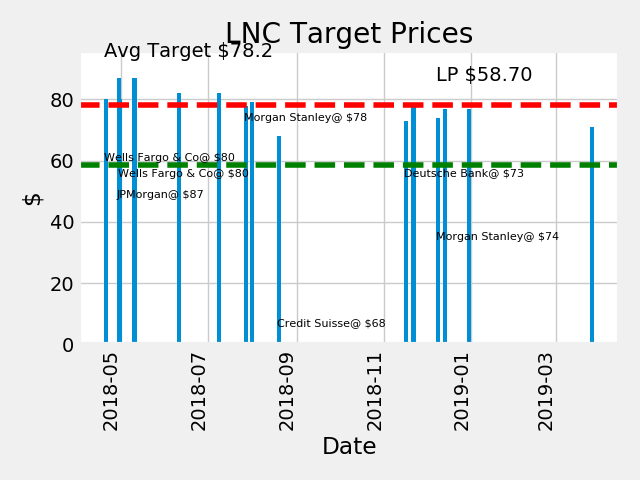 LNC Target Prices
Avg Target $78.2
LP $58.70
80
60
40
20
0
$
Morgan Stanley@ $78
Wells Fargo & Co@ $80
Wells Fargo & Co@ $80
Deutsche Bank@ $73
JPMorgan@ $87
Morgan Stanley@ $74
Credit Suisse@ $68
2018-05
2018-07
2018-09
2018-11
2019-01
2019-03
Date